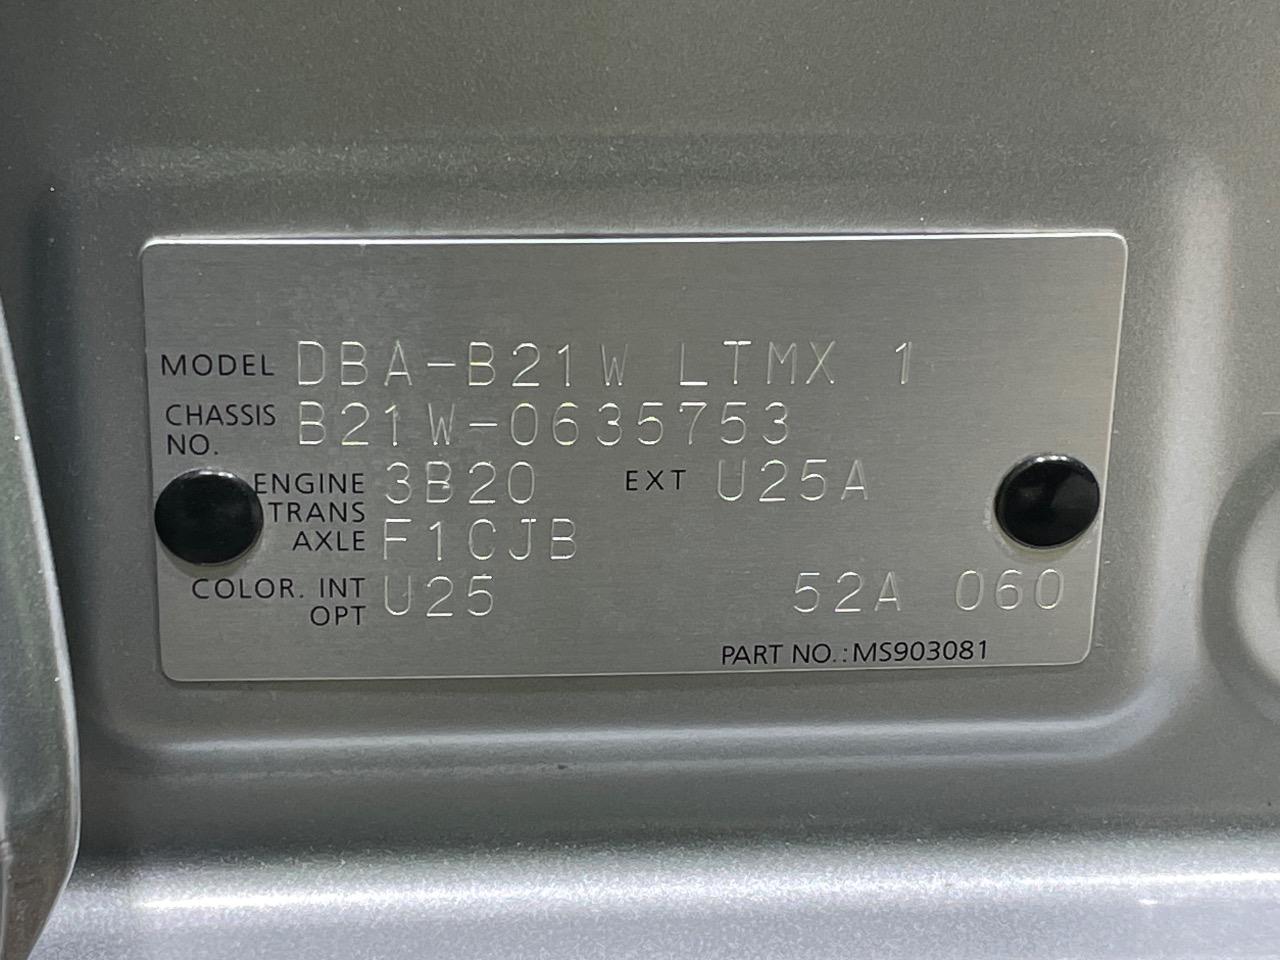 MODEL DBA-B21W LTMX 1
CHASSIS NO. B21W-0635753
ENGINE 3B20 EXT U25A
TRANS AXLE F1CJB
COLOR. INT OPT U25 52A 060
PART NO.:MS903081